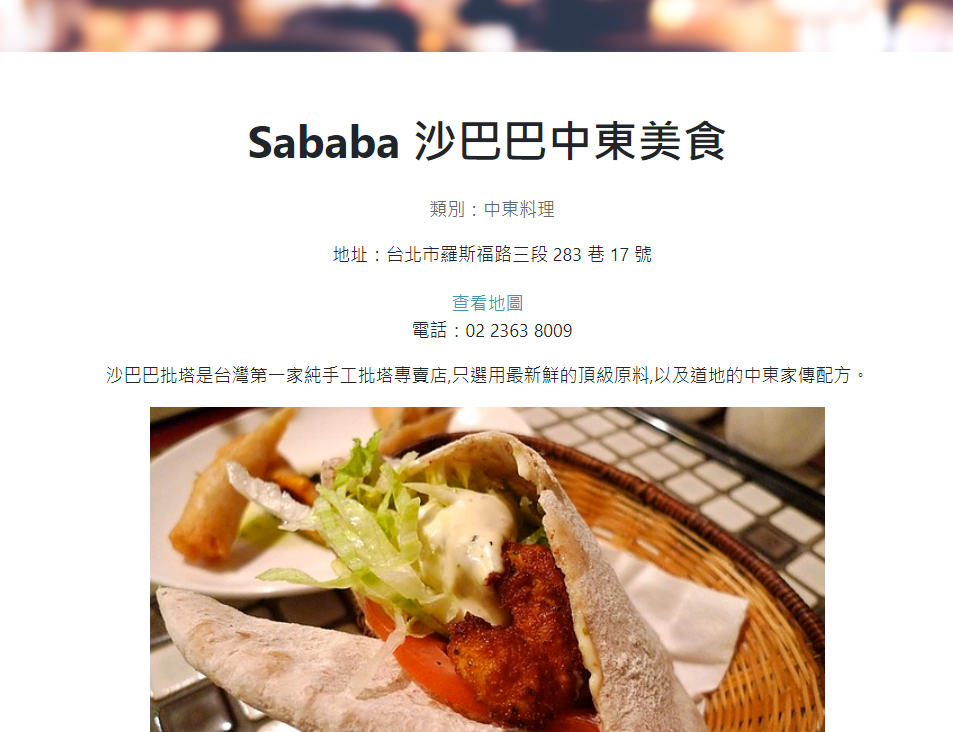 Sababa 沙巴巴中東美食
類別：中東料理
地址：台北市羅斯福路三段 283 巷 17 號
查看地圖
電話：02 2363 8009
沙巴巴批塔是台灣第一家純手工批塔專賣店,只選用最新鮮的頂級原料,以及道地的中東家傳配方。